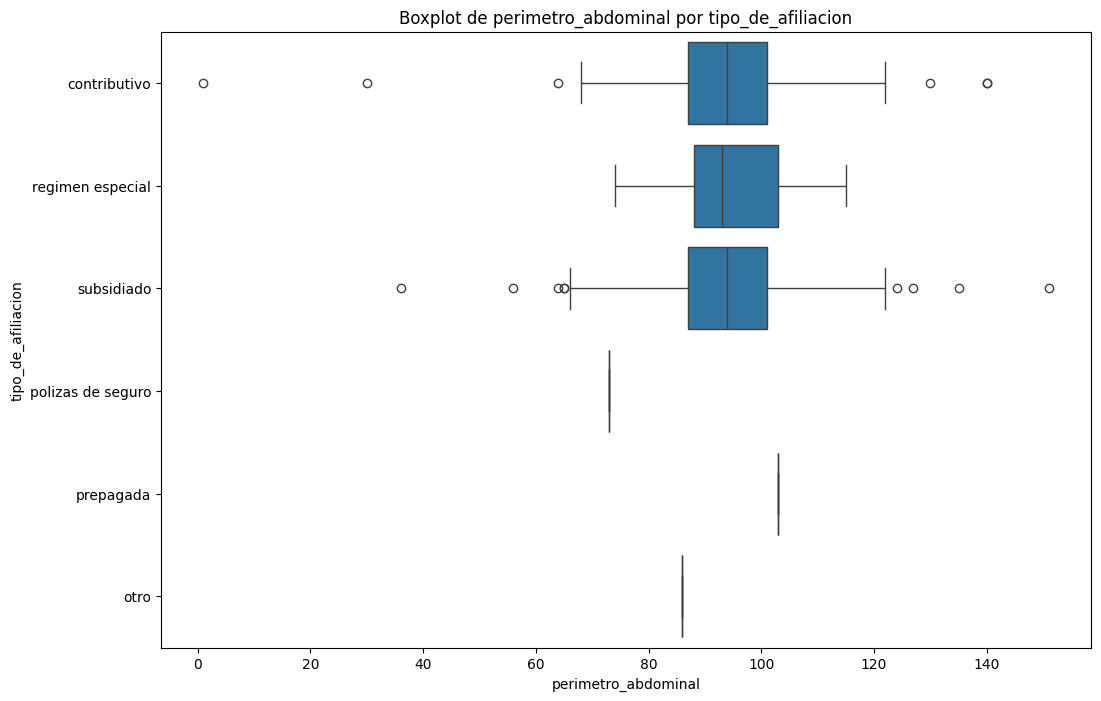 Boxplot de perimetro_abdominal por tipo_de_afiliacion
contributivo
regimen especial
subsidiado
polizas de seguro
prepagada
otro
tipo_de_afiliacion
0 20 40 60 80 100 120 140
perimetro_abdominal